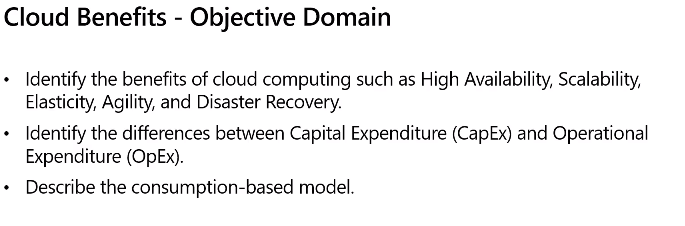 Cloud Benefits - Objective Domain
• Identify the benefits of cloud computing such as High Availability, Scalability,
Elasticity, Agility, and Disaster Recovery.
• Identify the differences between Capital Expenditure (CapEx) and Operational
Expenditure (OpEx).
• Describe the consumption-based model.